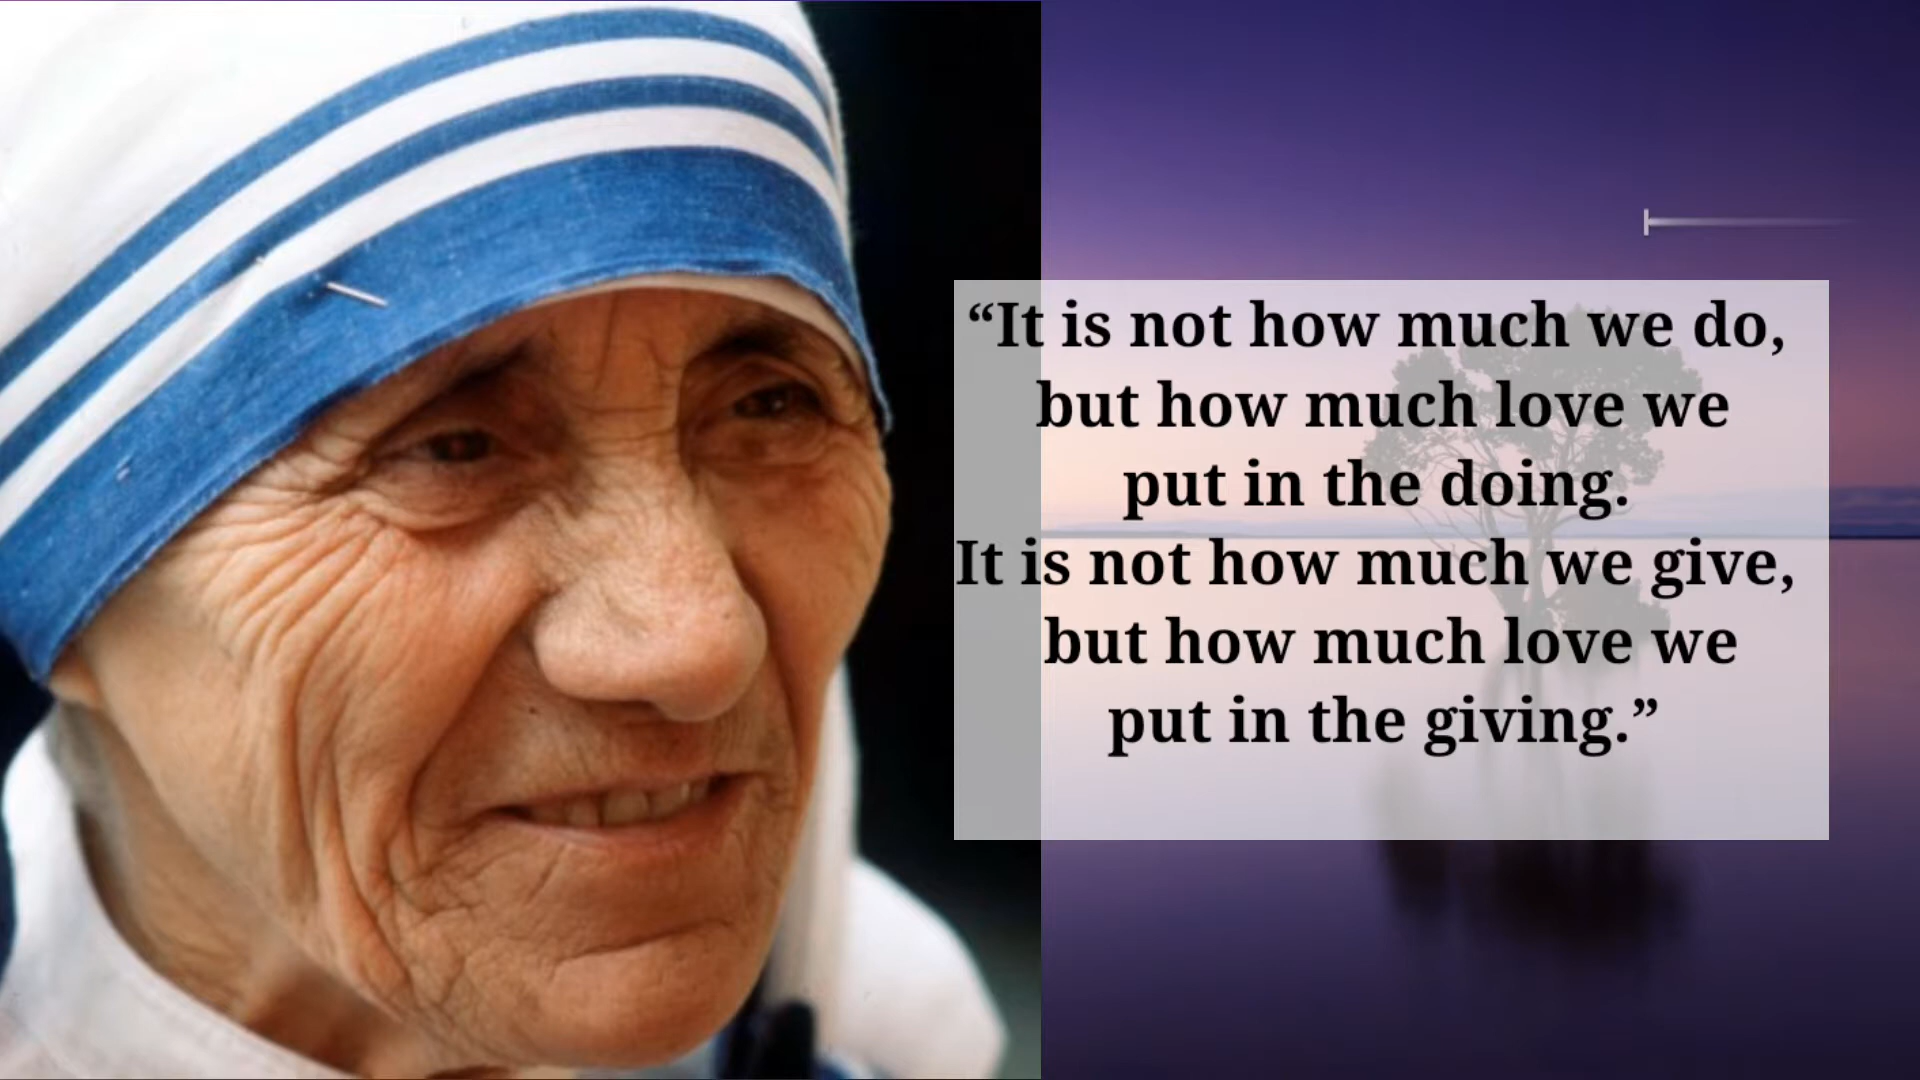 “It is not how much we do,
but how much love we
put in the doing.
It is not how much we give,
but how much love we
put in the giving.”